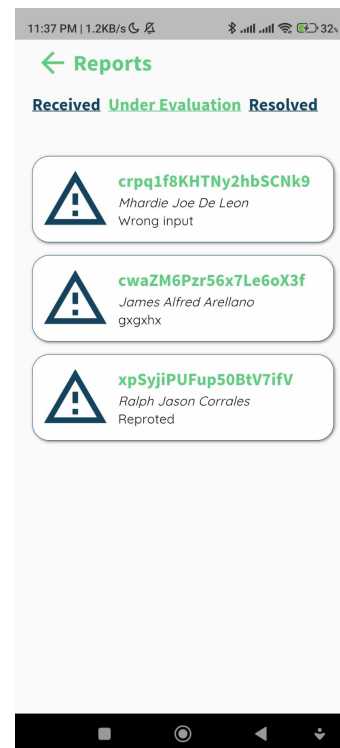 11:37 PM | 1.2KB/s 32
Reports
Received Under Evaluation Resolved
crpq1f8KHTNy2hbSCNk9
Mhardie Joe De Leon
Wrong input
cwaZM6Pzr56x7Le6oX3f
James Alfred Arellano
gxgxhx
xpSyjiPUFup50BtV7ifV
Ralph Jason Corrales
Reproted